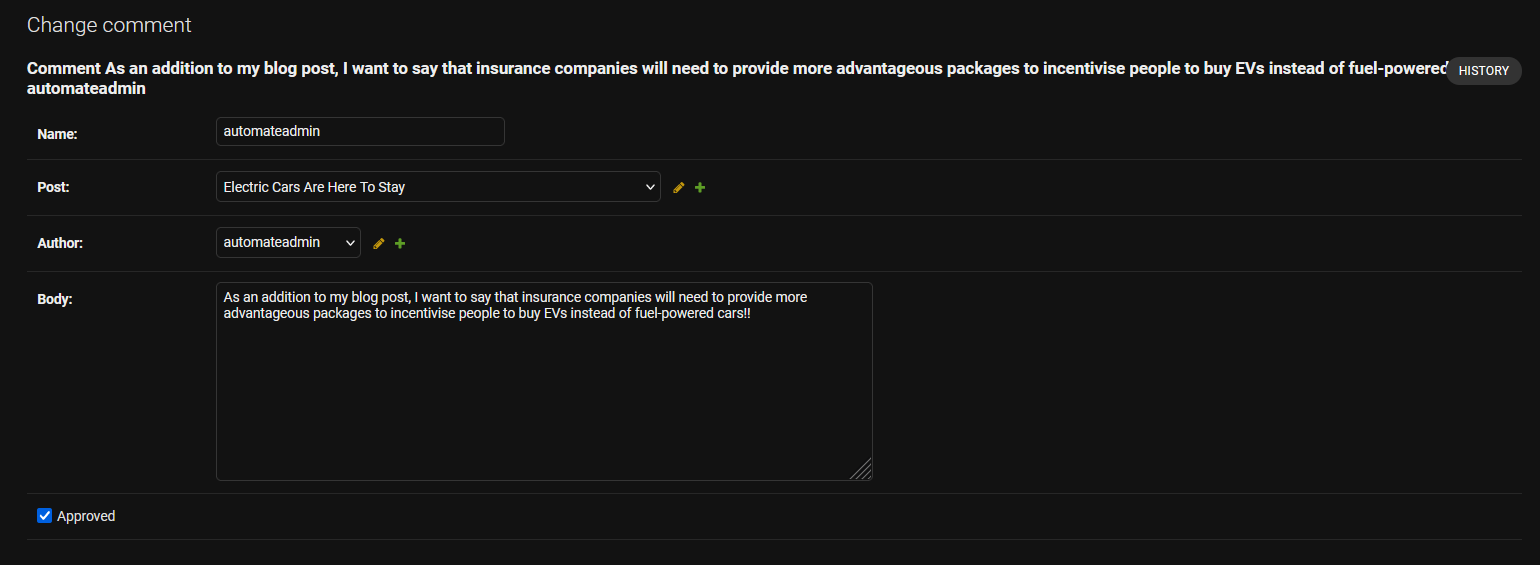 Change comment
Comment As an addition to my blog post, I want to say that insurance companies will need to provide more advantageous packages to incentivise people to buy EVs instead of fuel-powered
HISTORY
automateadmin
Name:
automateadmin
Post:
Electric Cars Are Here To Stay
Author:
automateadmin
Body:
As an addition to my blog post, I want to say that insurance companies will need to provide more
advantageous packages to incentivise people to buy EVs instead of fuel-powered cars!!
Approved